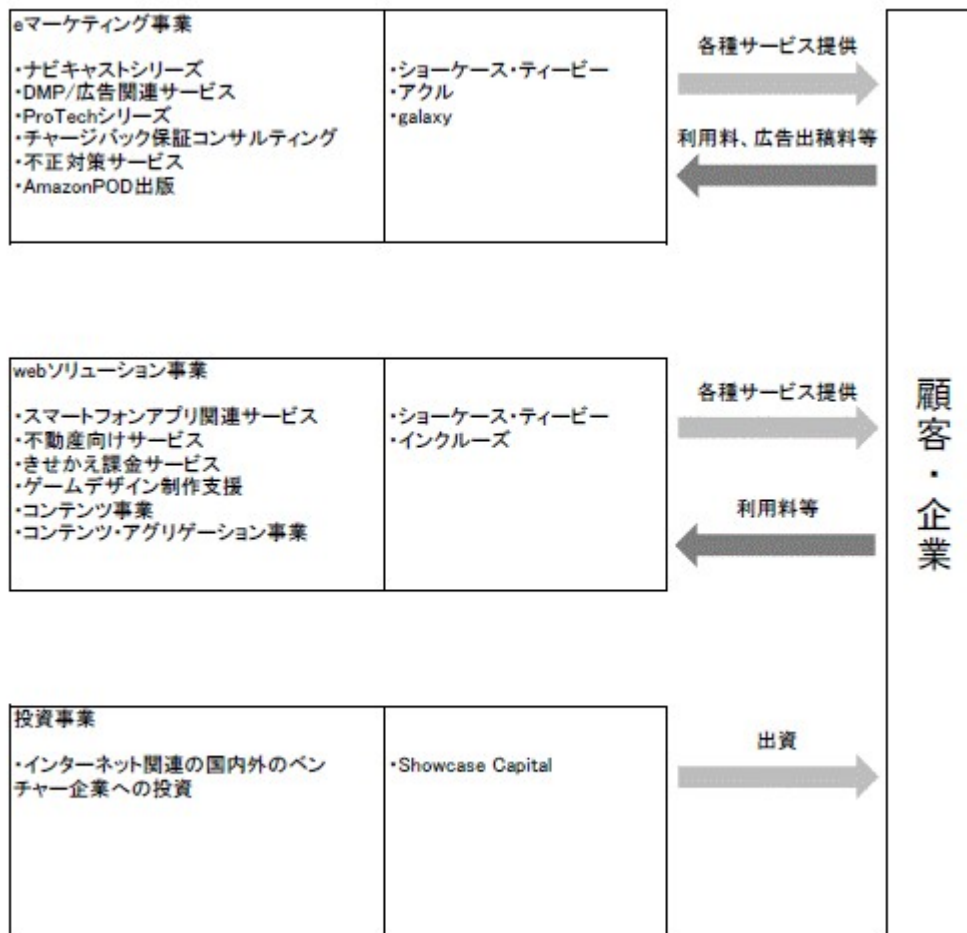 eマーケティング事業
・ナビキャストシリーズ
・DMP/広告関連サービス
・ProTechシリーズ
・チャージバック保証コンサルティング
・不正対策サービス
・AmazonPOD出版
・ショーケース・ティービー
・アクル
・galaxy
各種サービス提供
利用料、広告出稿料等
webソリューション事業
・スマートフォンアプリ関連サービス
・不動産向けサービス
・きせかえ課金サービス
・ゲームデザイン制作支援
・コンテンツ事業
・コンテンツ・アグリゲーション事業
・ショーケース・ティービー
・インクルーズ
各種サービス提供
利用料等
投資事業
・インターネット関連の国内外のベン
チャー企業への投資
・Showcase Capital
出資
顧客・企業